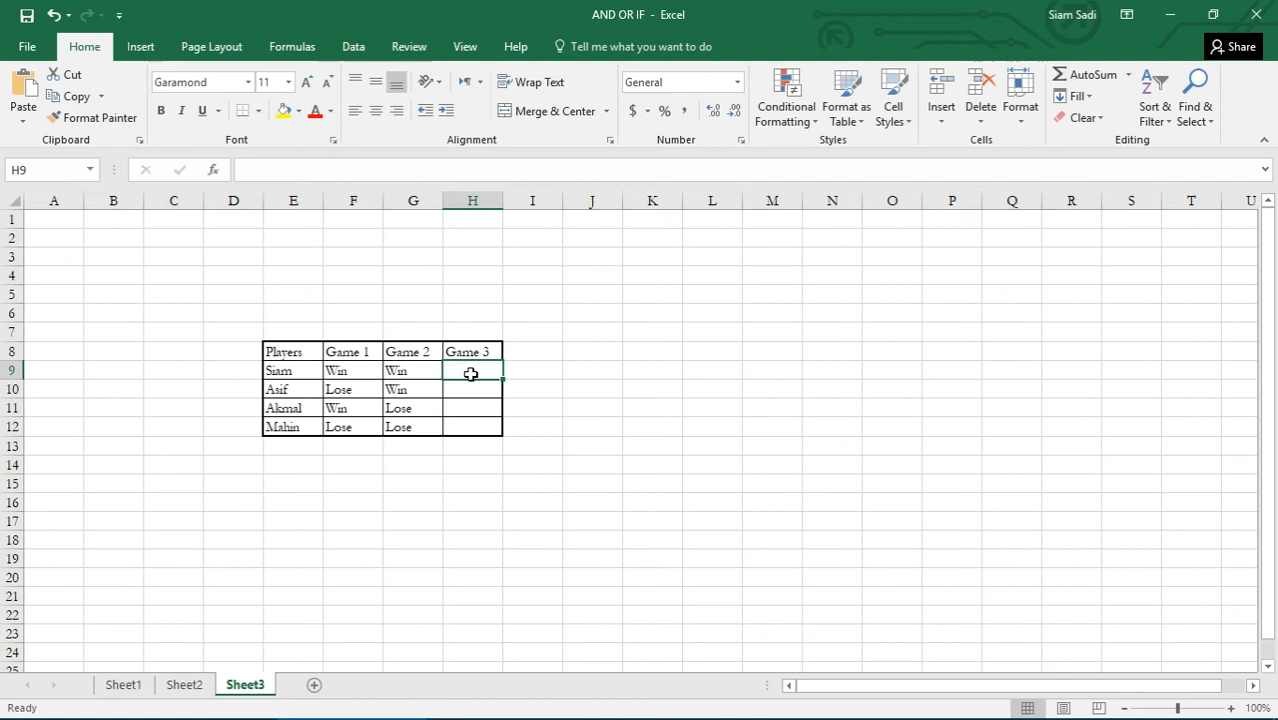 AND OR IF - Excel
Siam Sadi
File Home Insert Page Layout Formulas Data Review View Help Tell me what you want to do Share
Paste
Cut
Copy
Format Painter
Clipboard
Garamond 11
B I U
Font
Wrap Text
Merge & Center
Alignment
General
$ % ,
Number
Conditional Formatting
Format as Table
Cell Styles
Styles
Insert Delete Format
Cells
AutoSum
Fill
Clear
Sort & Filter
Find & Select
Editing
H9 fx
A B C D E F G H I J K L M N O P Q R S T U
1
2
3
4
5
6
7
8 Players Game 1 Game 2 Game 3
9 Siam Win Win
10 Asif Lose Win
11 Akmal Win Lose
12 Mahin Lose Lose
13
14
15
16
17
18
19
20
21
22
23
24
25
Sheet1 Sheet2 Sheet3
Ready 100%